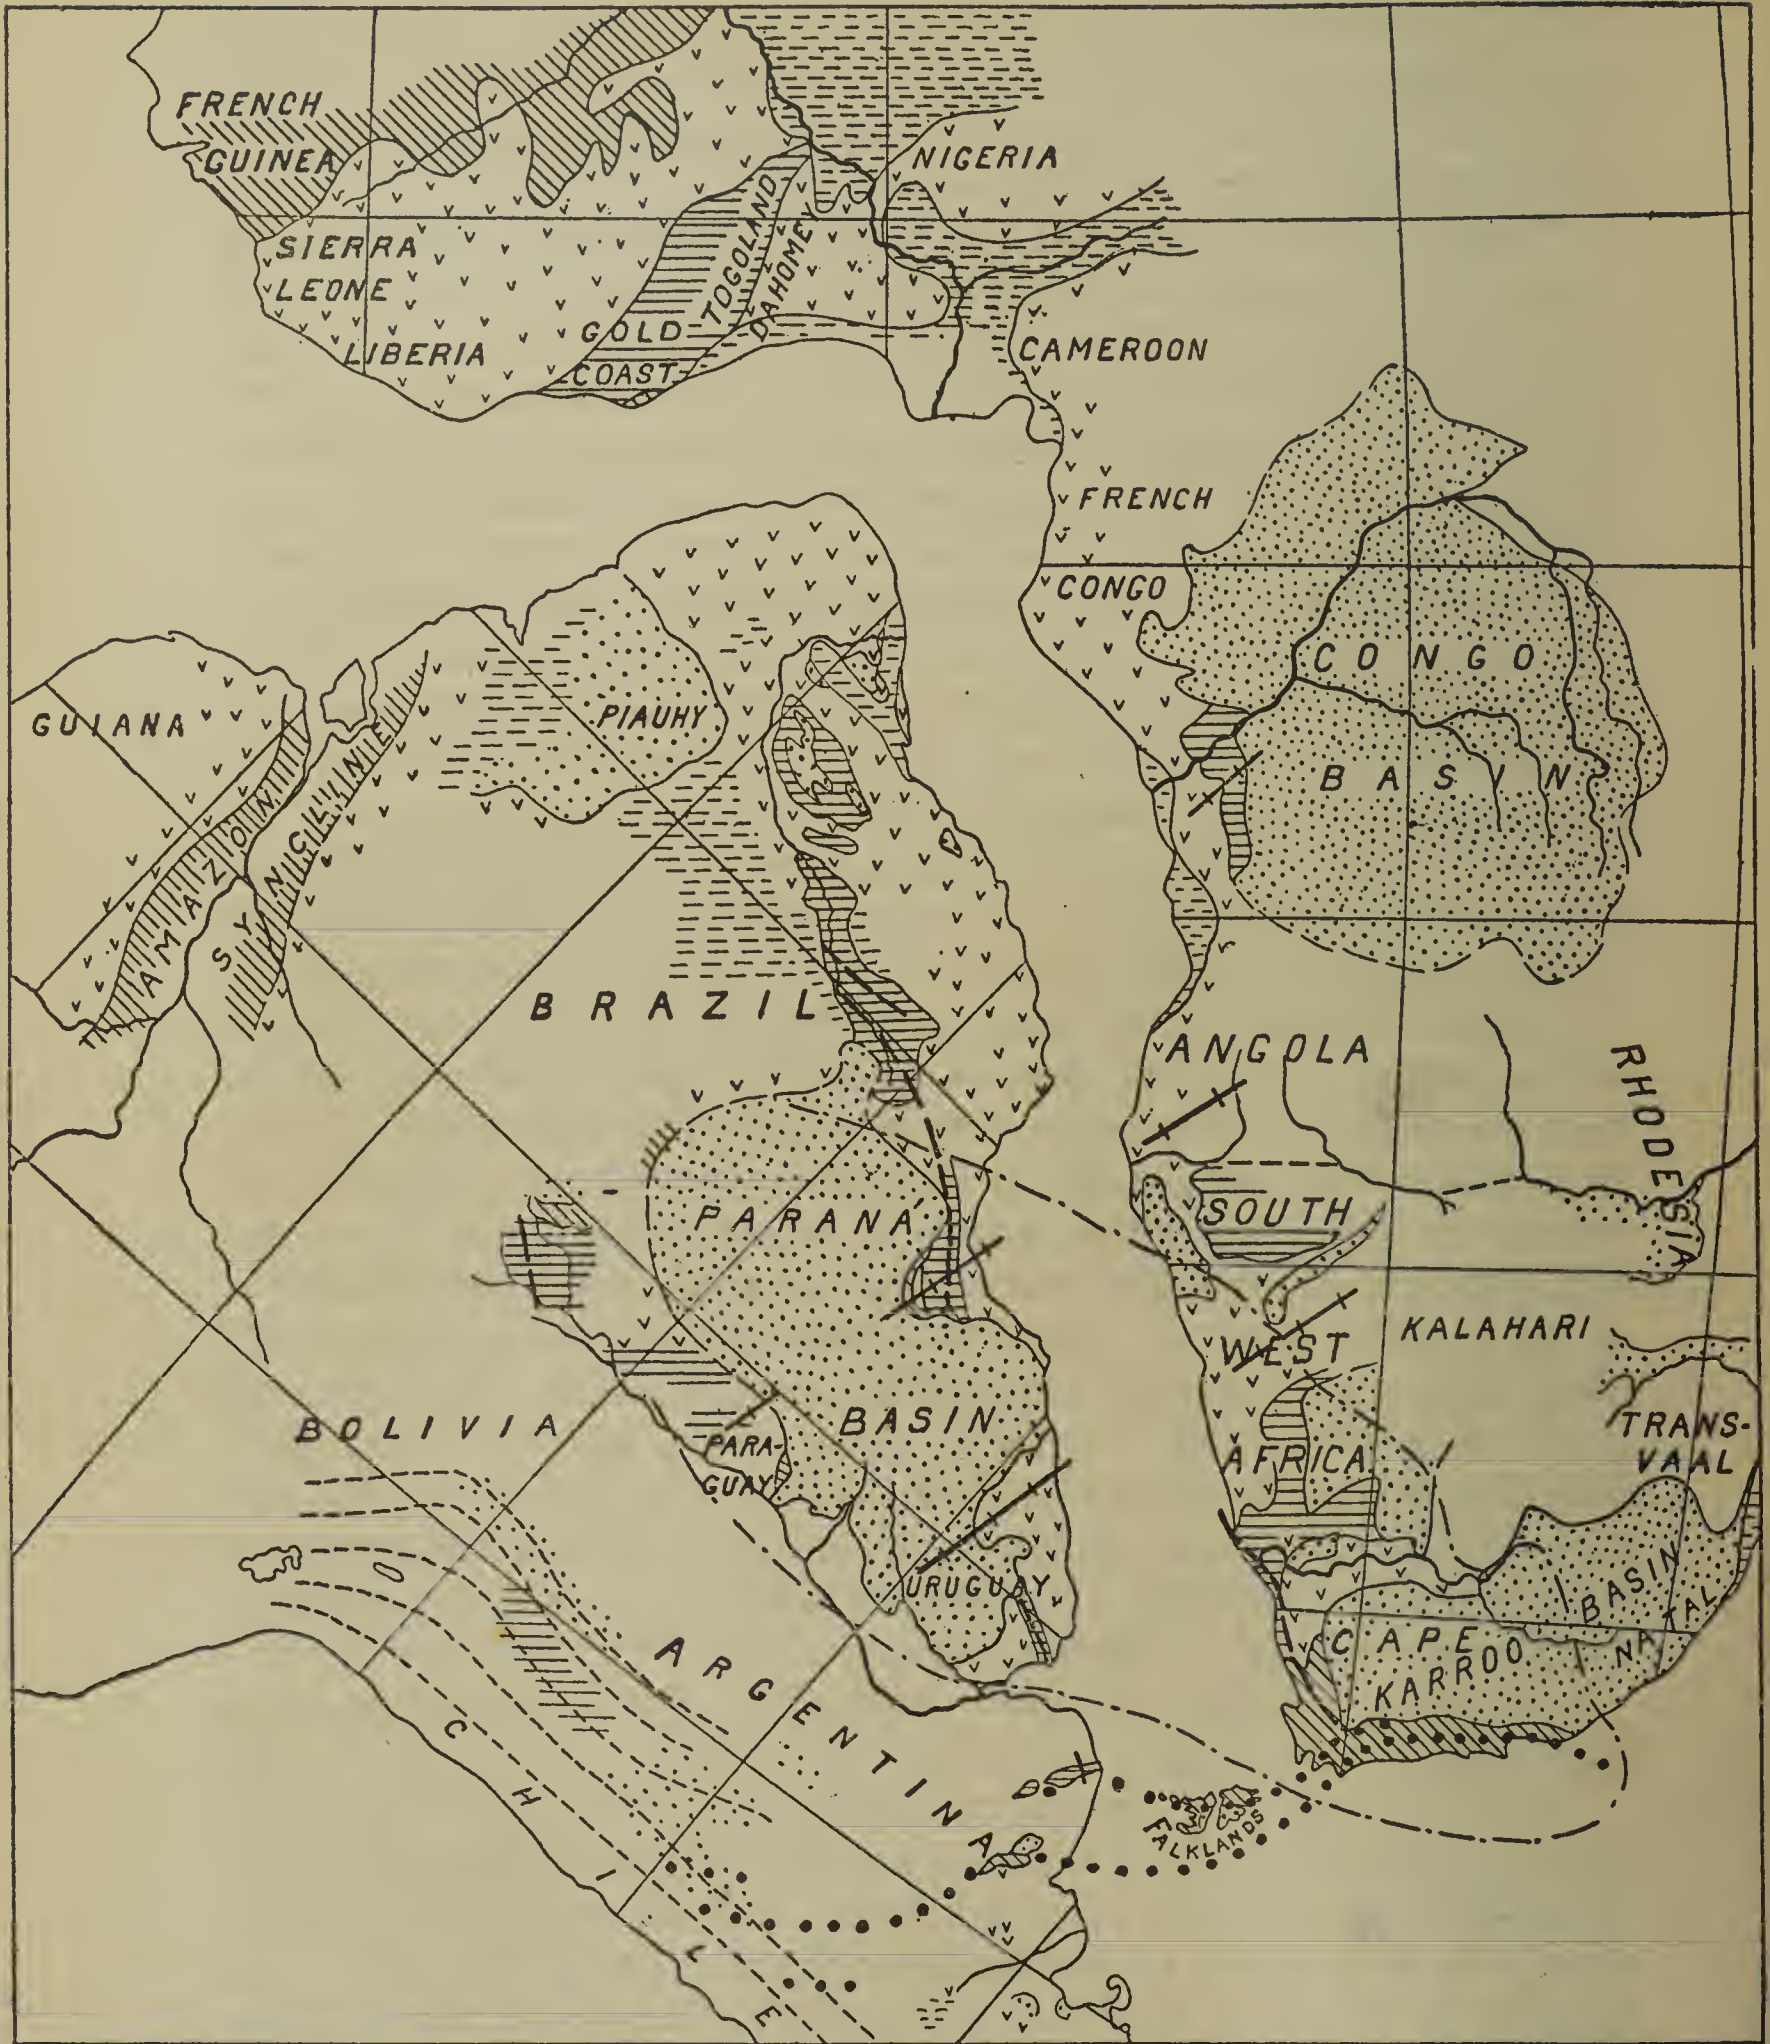 FRENCH
GUINEA
SIERRA
LEONE
LIBERIA
GOLD
COAST
TOGOLAND
DAHOMEY
NIGERIA
CAMEROON
FRENCH
CONGO
CONGO
BASIN
GUIANA
AMAZON
SYNCLINE
PIAUHY
BRAZIL
ANGOLA
RHODESIA
PARANÁ
BASIN
SOUTH
WEST
AFRICA
KALAHARI
TRANS-
VAAL
BOLIVIA
PARA-
GUAY
URUGUAY
ARGENTINA
CHILE
CAPE
KARROO
BASIN
NATAL
FALKLANDS